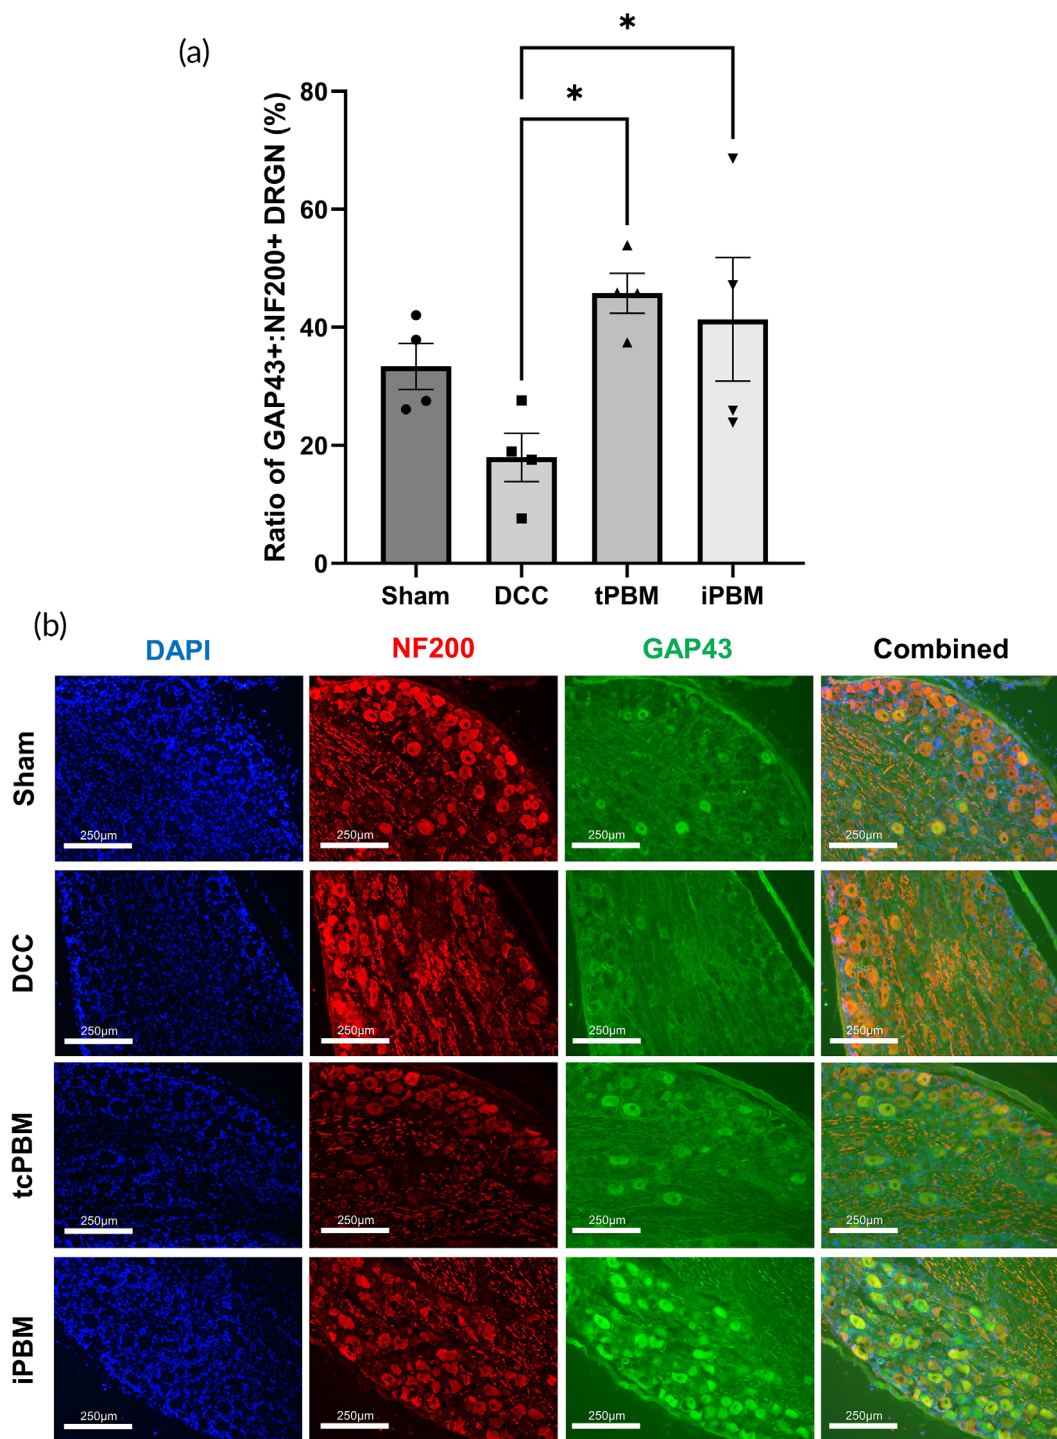 (a)
*
*
Ratio of GAP43+:NF200+ DRGN (%)
80
60
40
20
0
Sham DCC tPBM iPBM
(b)
DAPI NF200 GAP43 Combined
Sham
250µm 250µm 250µm 250µm
DCC
250µm 250µm 250µm 250µm
tcPBM
250µm 250µm 250µm 250µm
iPBM
250µm 250µm 250µm 250µm